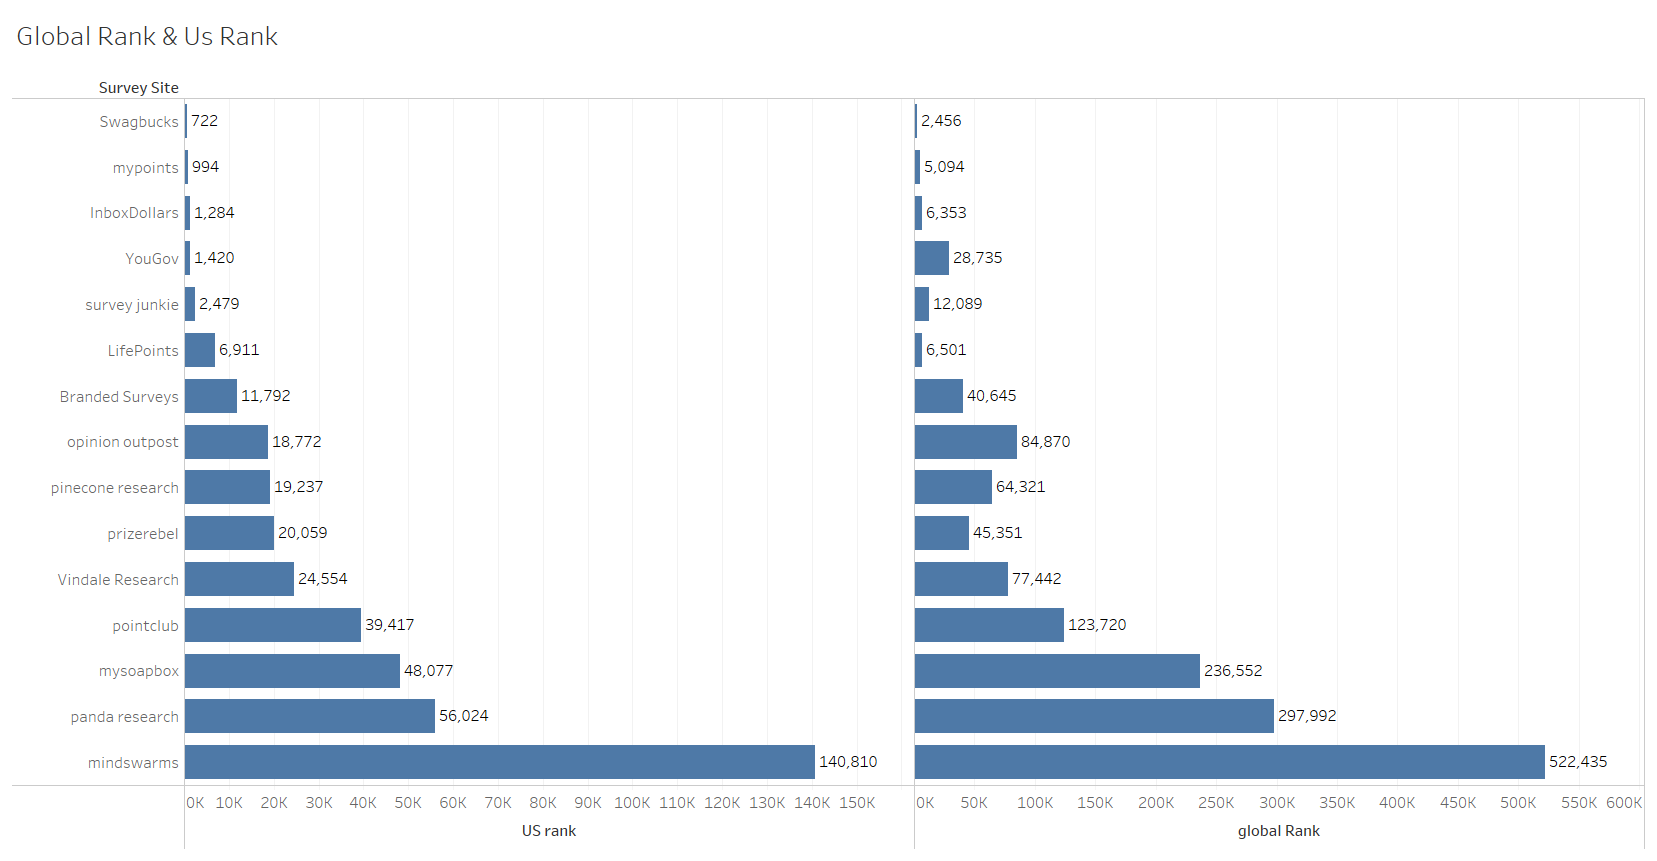 Global Rank & Us Rank
Survey Site
Swagbucks 722 2,456
mypoints 994 5,094
InboxDollars 1,284 6,353
YouGov 1,420 28,735
survey junkie 2,479 12,089
LifePoints 6,911 6,501
Branded Surveys 11,792 40,645
opinion outpost 18,772 84,870
pinecone research 19,237 64,321
prizerebel 20,059 45,351
Vindale Research 24,554 77,442
pointclub 39,417 123,720
mysoapbox 48,077 236,552
panda research 56,024 297,992
mindswarms 140,810 522,435
0K 10K 20K 30K 40K 50K 60K 70K 80K 90K 100K 110K 120K 130K 140K 150K 0K 50K 100K 150K 200K 250K 300K 350K 400K 450K 500K 550K 600K
US rank global Rank